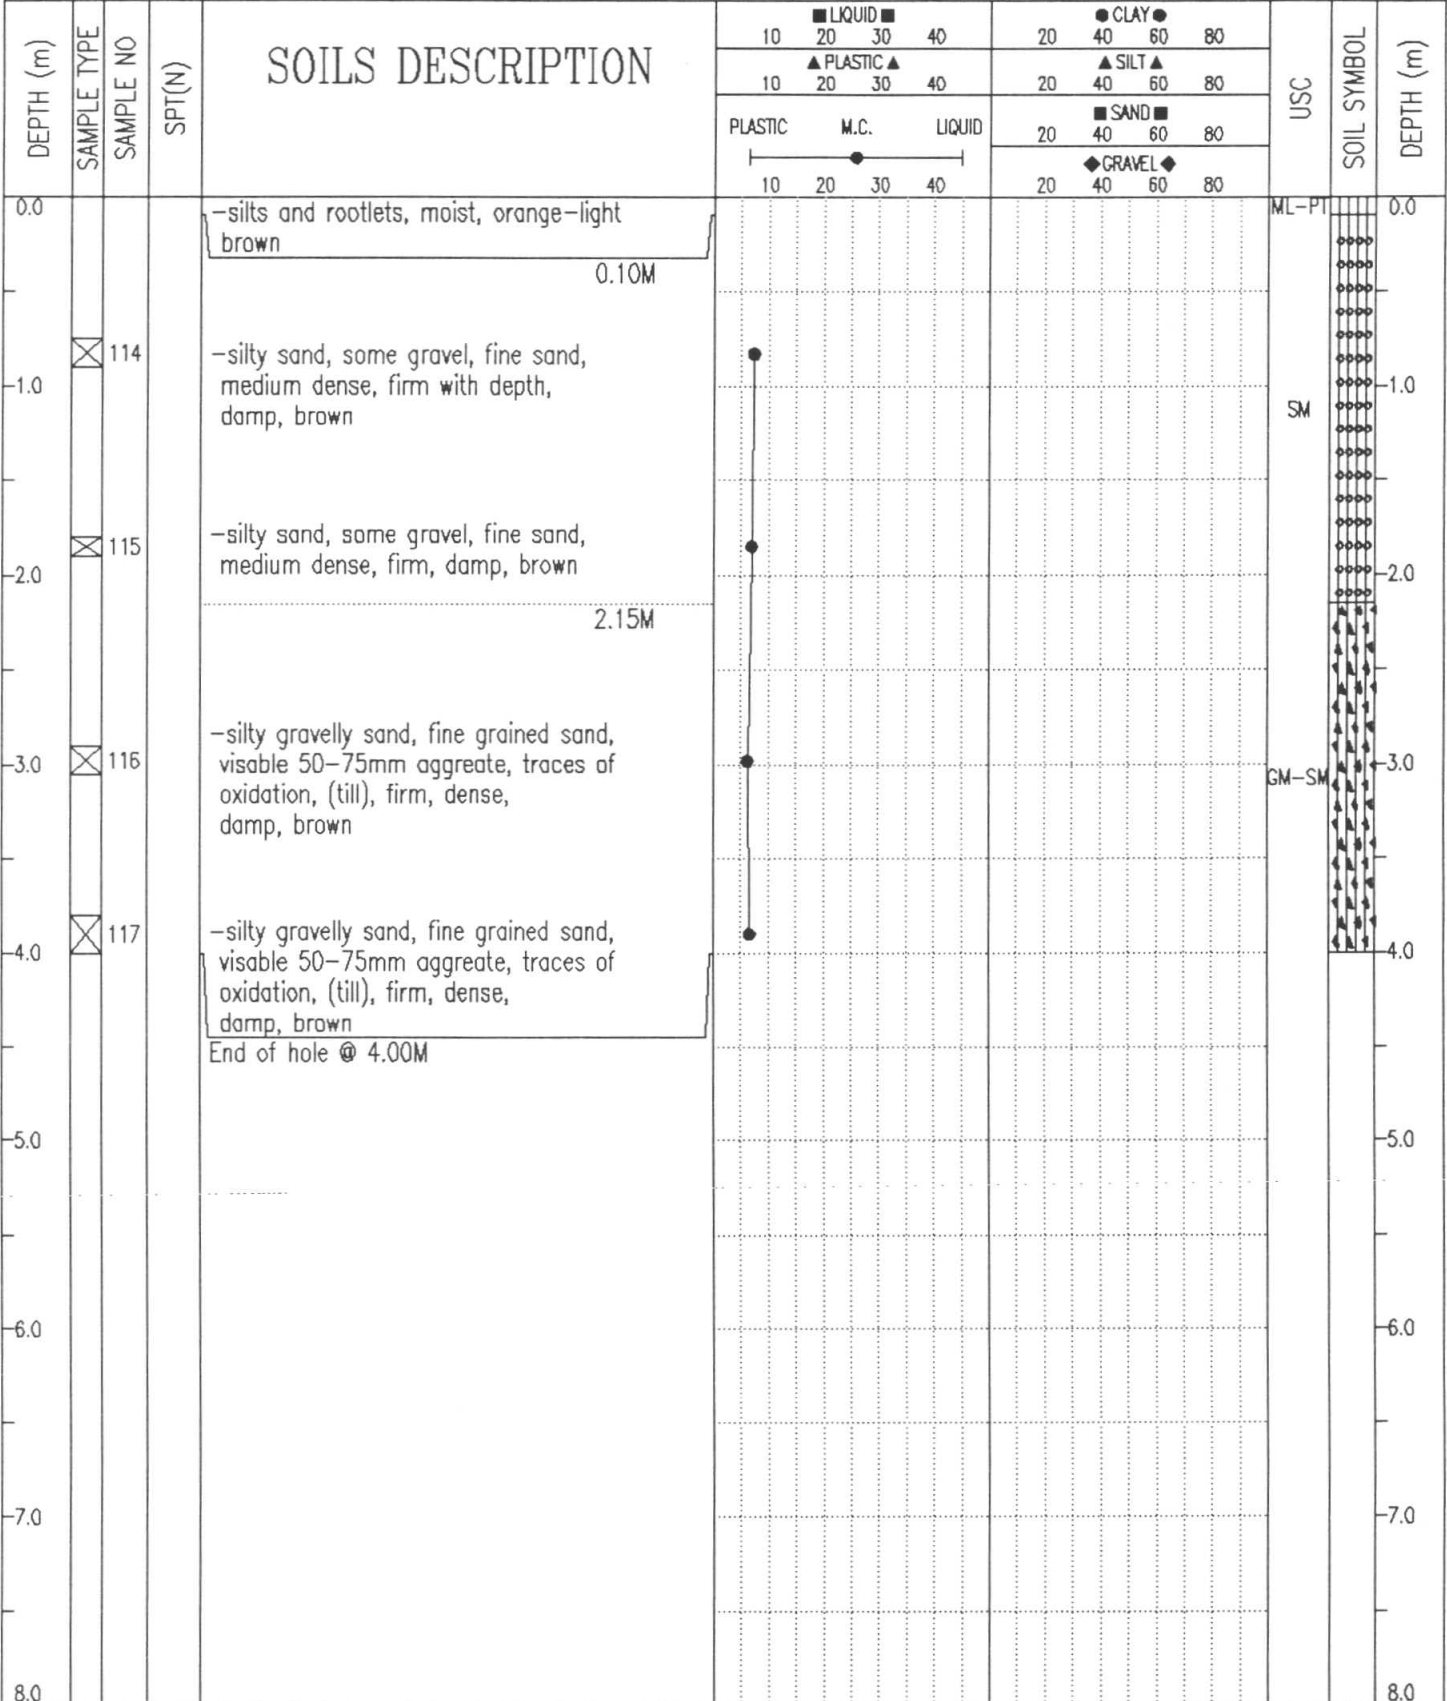 DEPTH (m)
SAMPLE TYPE
SAMPLE NO
SPT(N)
SOILS DESCRIPTION
■ LIQUID ■
10 20 30 40
▲ PLASTIC ▲
10 20 30 40
PLASTIC M.C. LIQUID
10 20 30 40
● CLAY ●
20 40 60 80
▲ SILT ▲
20 40 60 80
■ SAND ■
20 40 60 80
◆ GRAVEL ◆
20 40 60 80
USC
SOIL SYMBOL
DEPTH (m)
0.0
-silts and rootlets, moist, orange-light
brown
ML-PT
0.0
0.10M
114
-silty sand, some gravel, fine sand,
medium dense, firm with depth,
damp, brown
-1.0
SM
-1.0
115
-silty sand, some gravel, fine sand,
medium dense, firm, damp, brown
-2.0
-2.0
2.15M
-3.0
116
-silty gravelly sand, fine grained sand,
visable 50-75mm aggreate, traces of
oxidation, (till), firm, dense,
damp, brown
GM-SM
-3.0
117
-silty gravelly sand, fine grained sand,
visable 50-75mm aggreate, traces of
oxidation, (till), firm, dense,
damp, brown
-4.0
-4.0
End of hole @ 4.00M
-5.0
-5.0
-6.0
-6.0
-7.0
-7.0
8.0
8.0